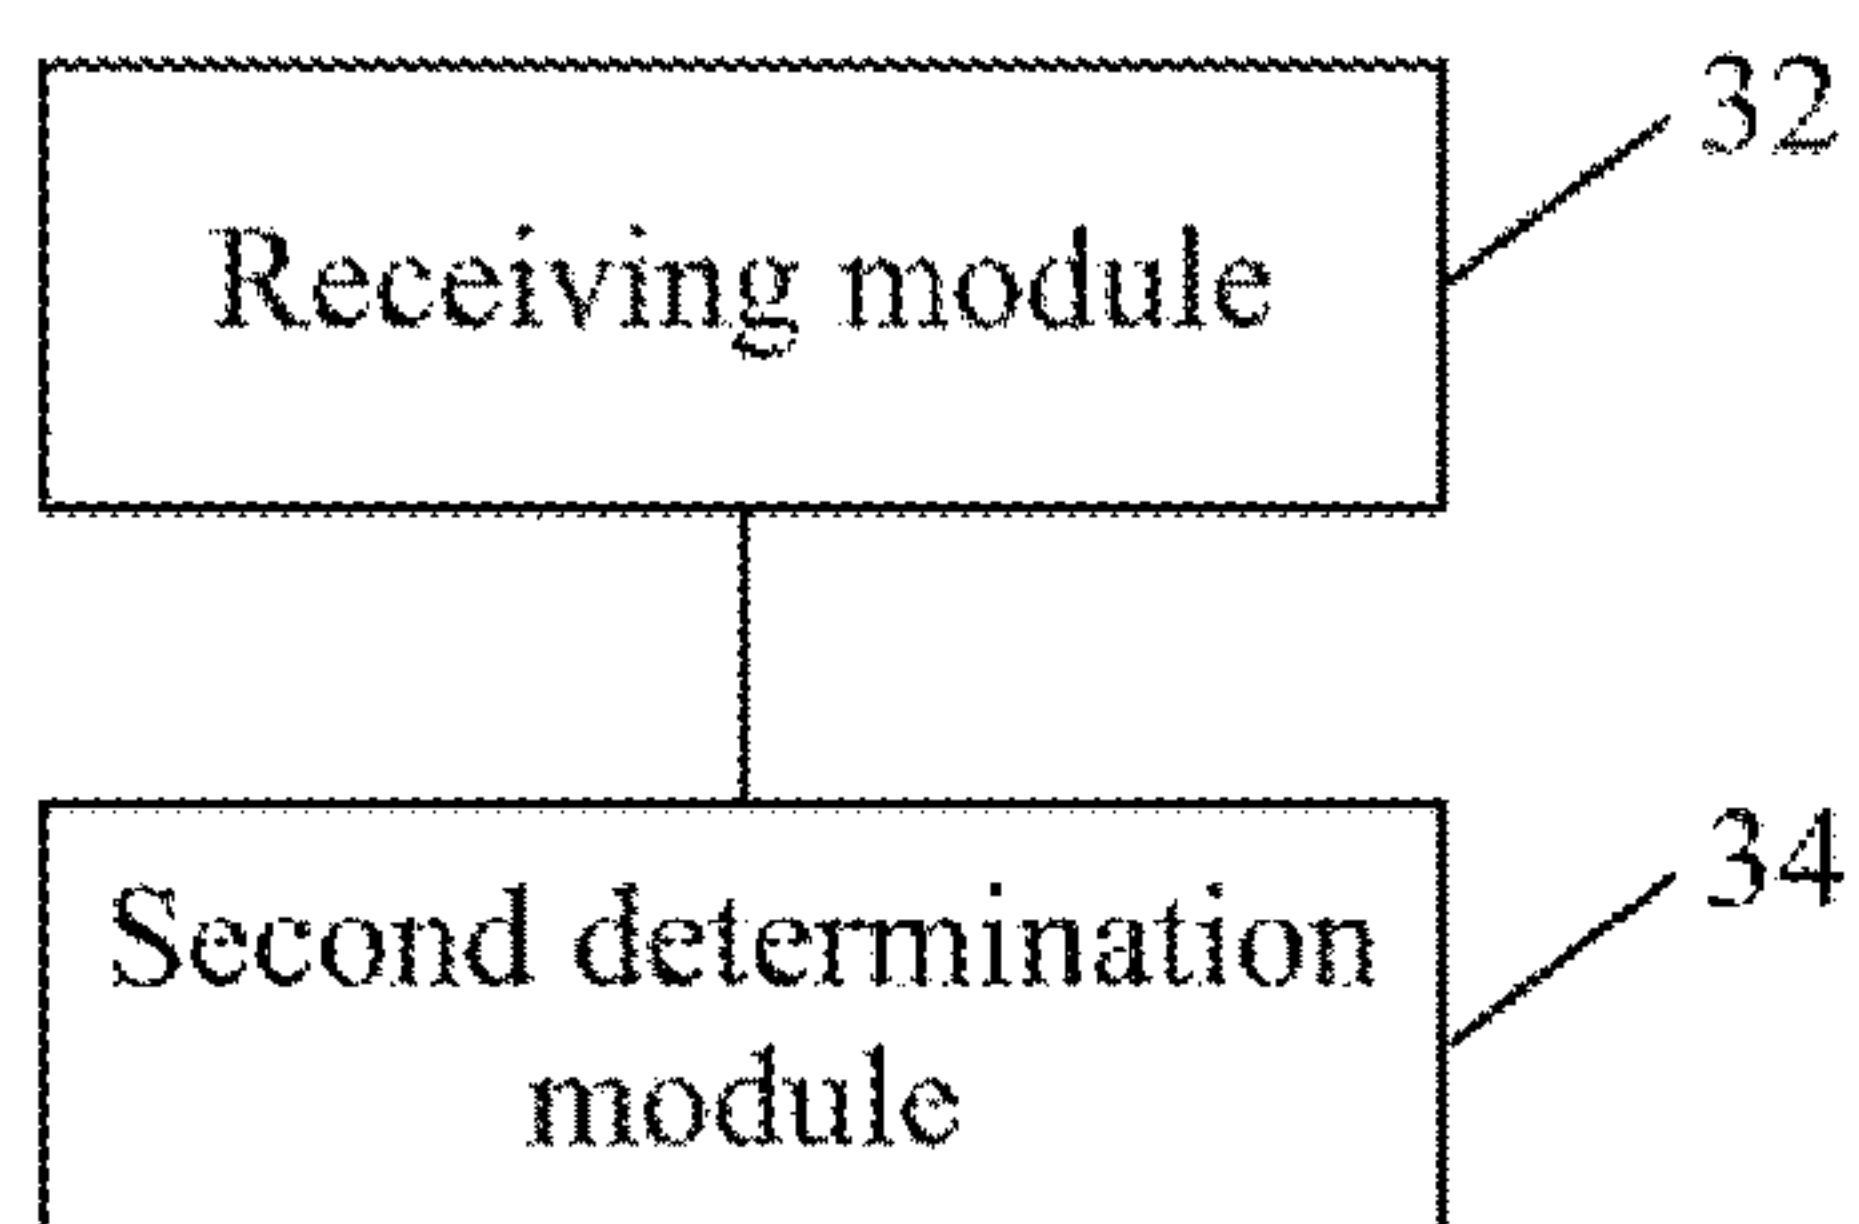 32
Receiving module
34
Second determination
module